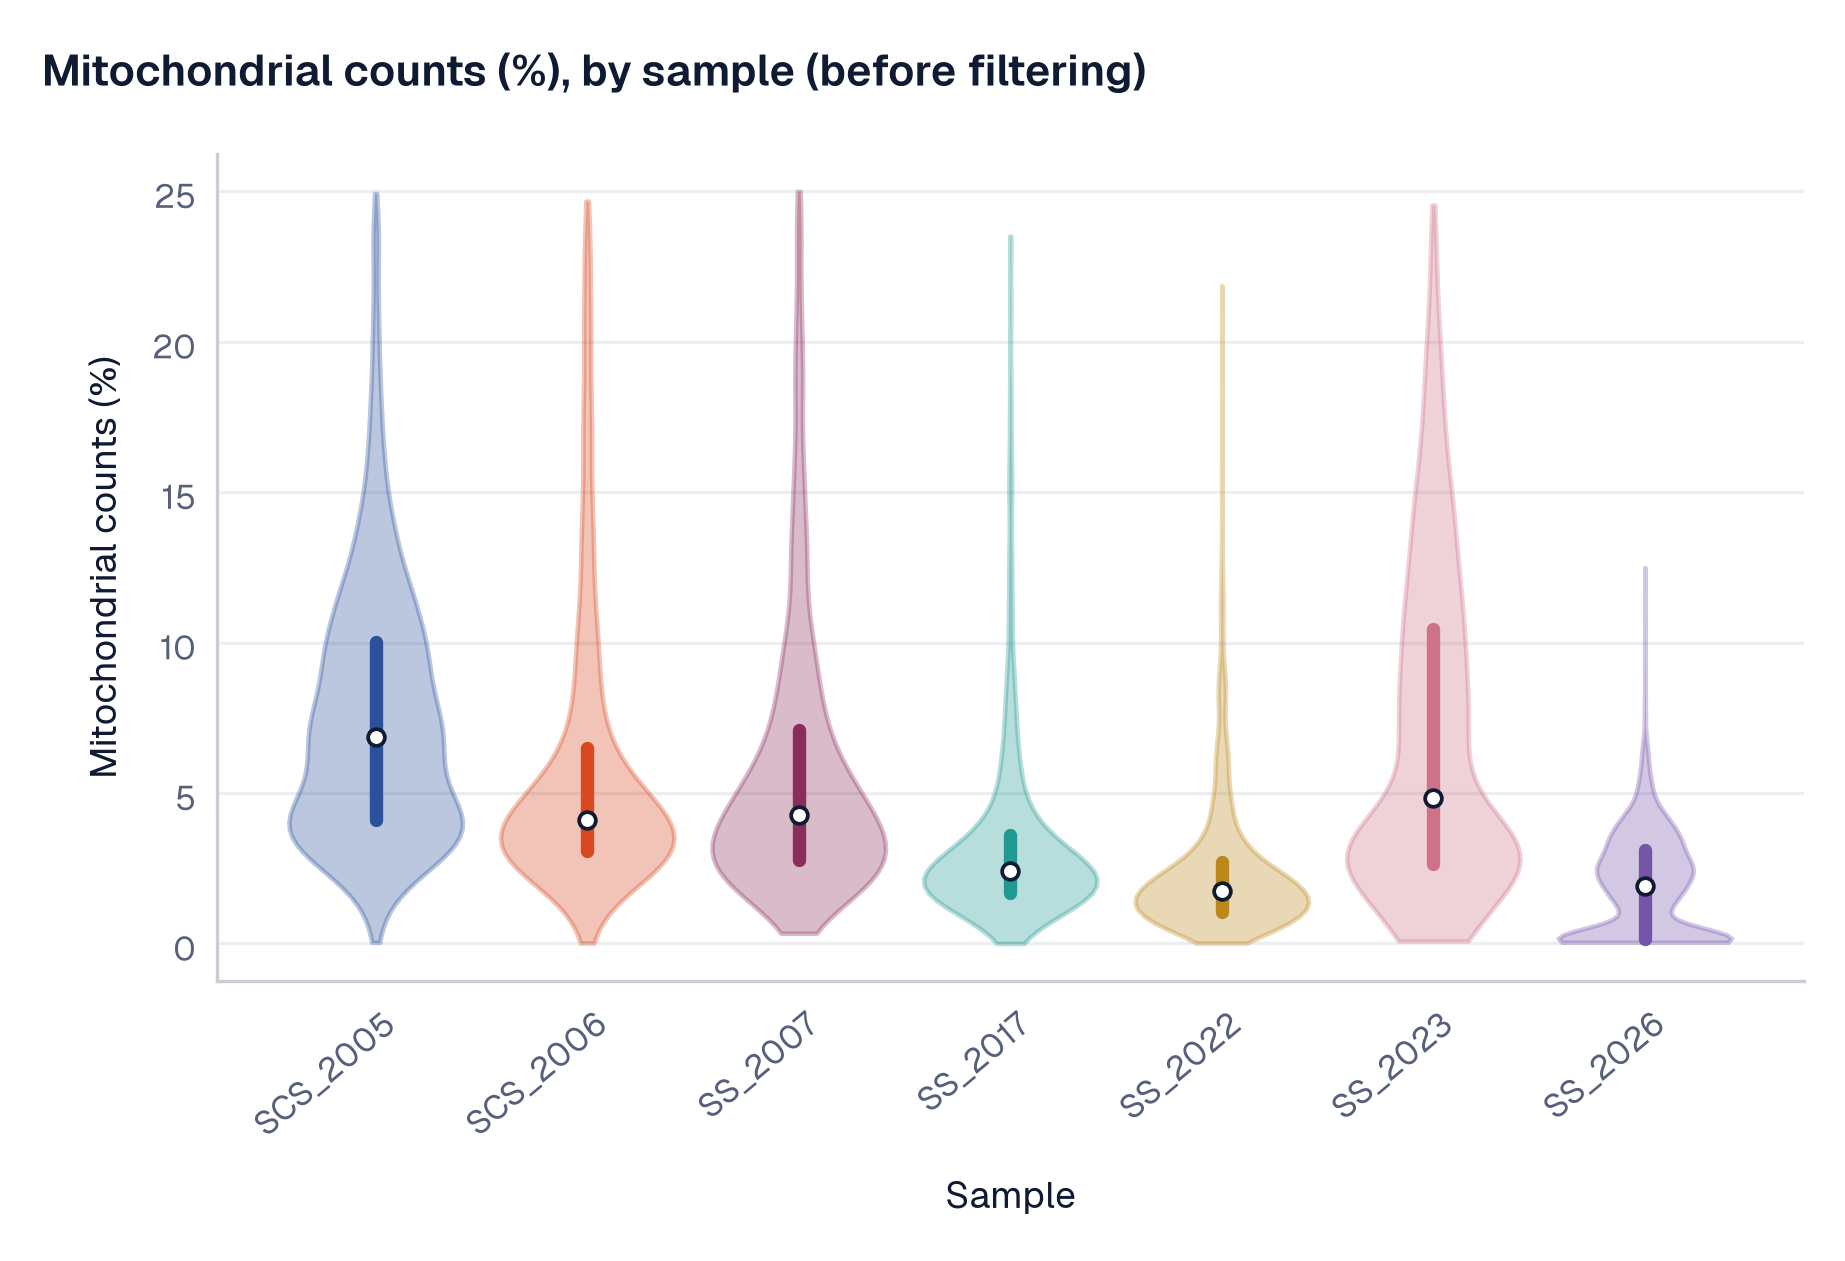 Mitochondrial counts (%), by sample (before filtering)
Mitochondrial counts (%)
25
20
15
10
5
0
SCS_2005
SCS_2006
SS_2007
SS_2017
SS_2022
SS_2023
SS_2026
Sample